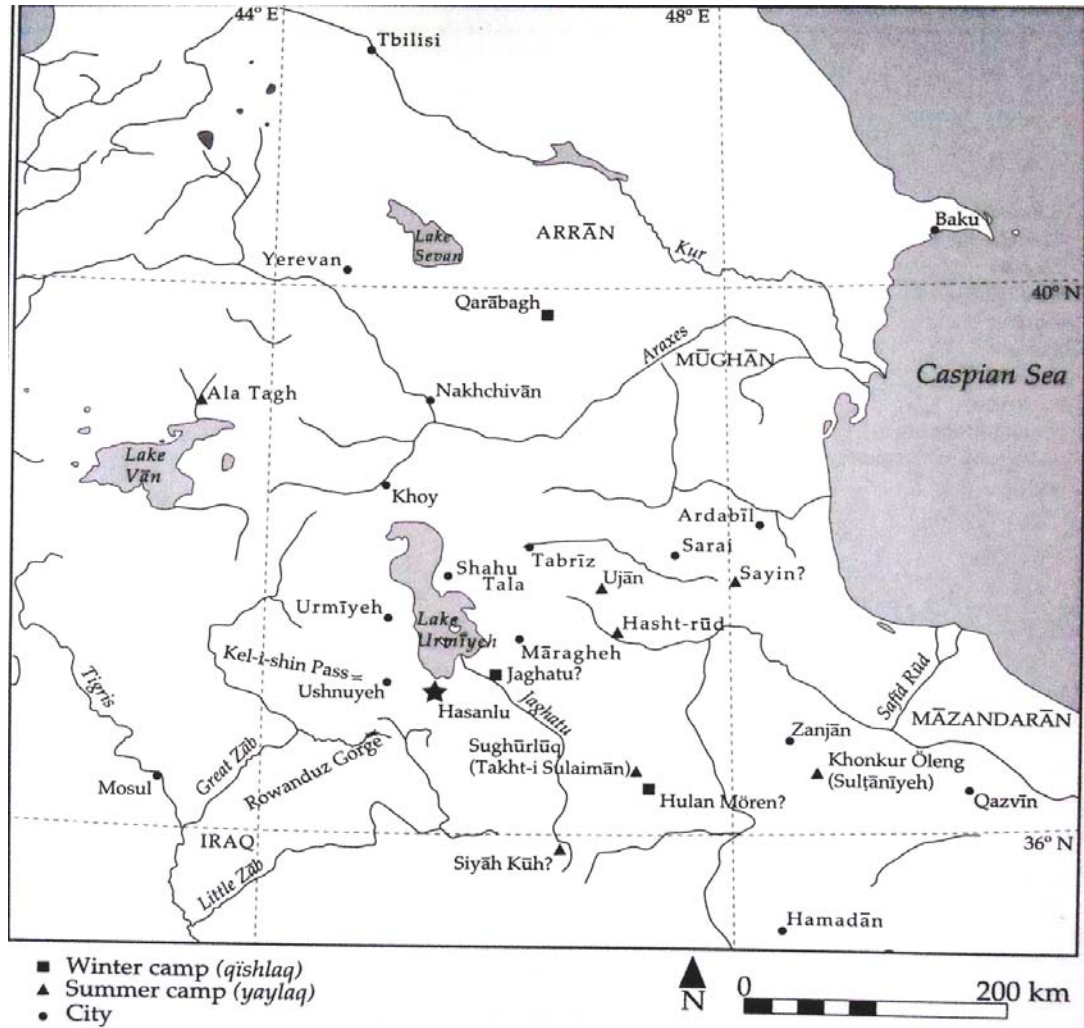 44° E
48° E
Tbilisi
Lake
Sevan
ARRĀN
Kur
Baku
Yerevan
40° N
Qarābagh
Araxes
MŪGHĀN
Caspian Sea
Ala Tagh
Nakhchivān
Lake
Vān
Khoy
Ardabīl
Sarai
Tabrīz
Shahu
Tala
Ujān
Sayin?
Urmīyeh
Lake
Urmīyeh
Hasht-rūd
Māragheh
Kel-i-shin Pass
Ushnuyeh
Jaghatu?
Jaghatu
Hasanlu
Tigris
Safīd Rūd
MĀZANDARĀN
Great Zāb
Rowanduz Gorge
Sughūrlūq
(Takht-i Sulaimān)
Zanjān
Khonkur Öleng
(Sulṭānīyeh)
Mosul
Hulan Mören?
Qazvīn
IRAQ
36° N
Little Zāb
Siyāh Kūh?
Hamadān
Winter camp (qïshlaq)
Summer camp (yaylaq)
City
N
0 200 km